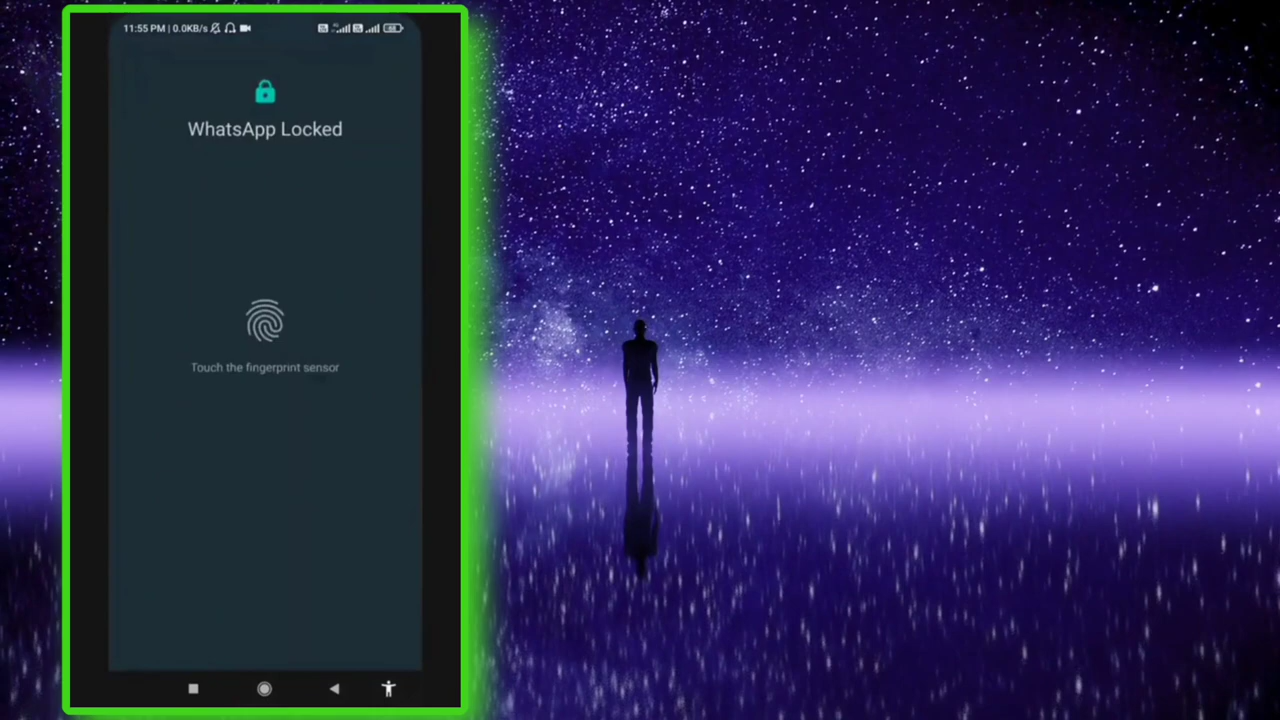 11:55 PM | 0.0KB/s
WhatsApp Locked
Touch the fingerprint sensor